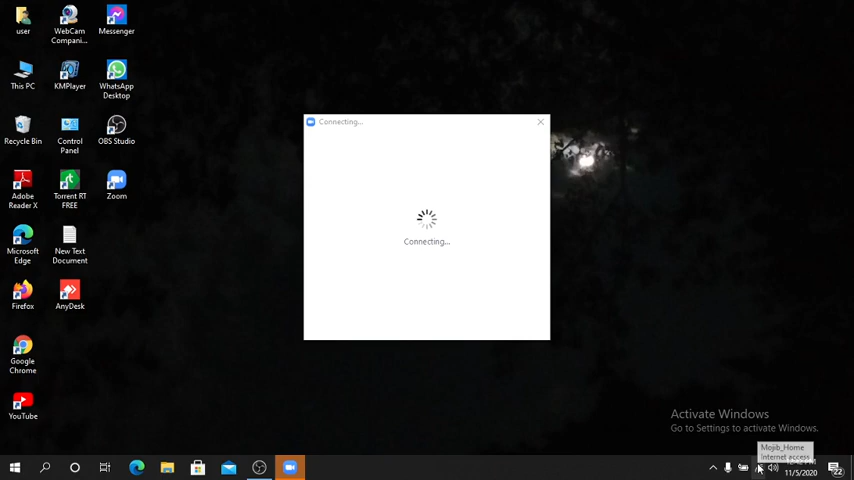 user
WebCam
Compani...
Messenger
This PC
KMPlayer
WhatsApp
Desktop
Recycle Bin
Control
Panel
OBS Studio
Adobe
Reader X
Torrent RT
FREE
Zoom
Microsoft
Edge
New Text
Document
Firefox
AnyDesk
Google
Chrome
YouTube
Connecting...
Connecting...
Activate Windows
Go to Settings to activate Windows.
Mojib_Home
Internet access
11/5/2020
22